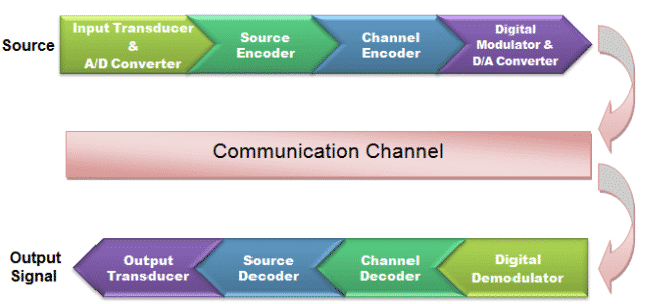 Source
Input Transducer
&
A/D Converter
Source
Encoder
Channel
Encoder
Digital
Modulator &
D/A Converter
Communication Channel
Output
Signal
Output
Transducer
Source
Decoder
Channel
Decoder
Digital
Demodulator